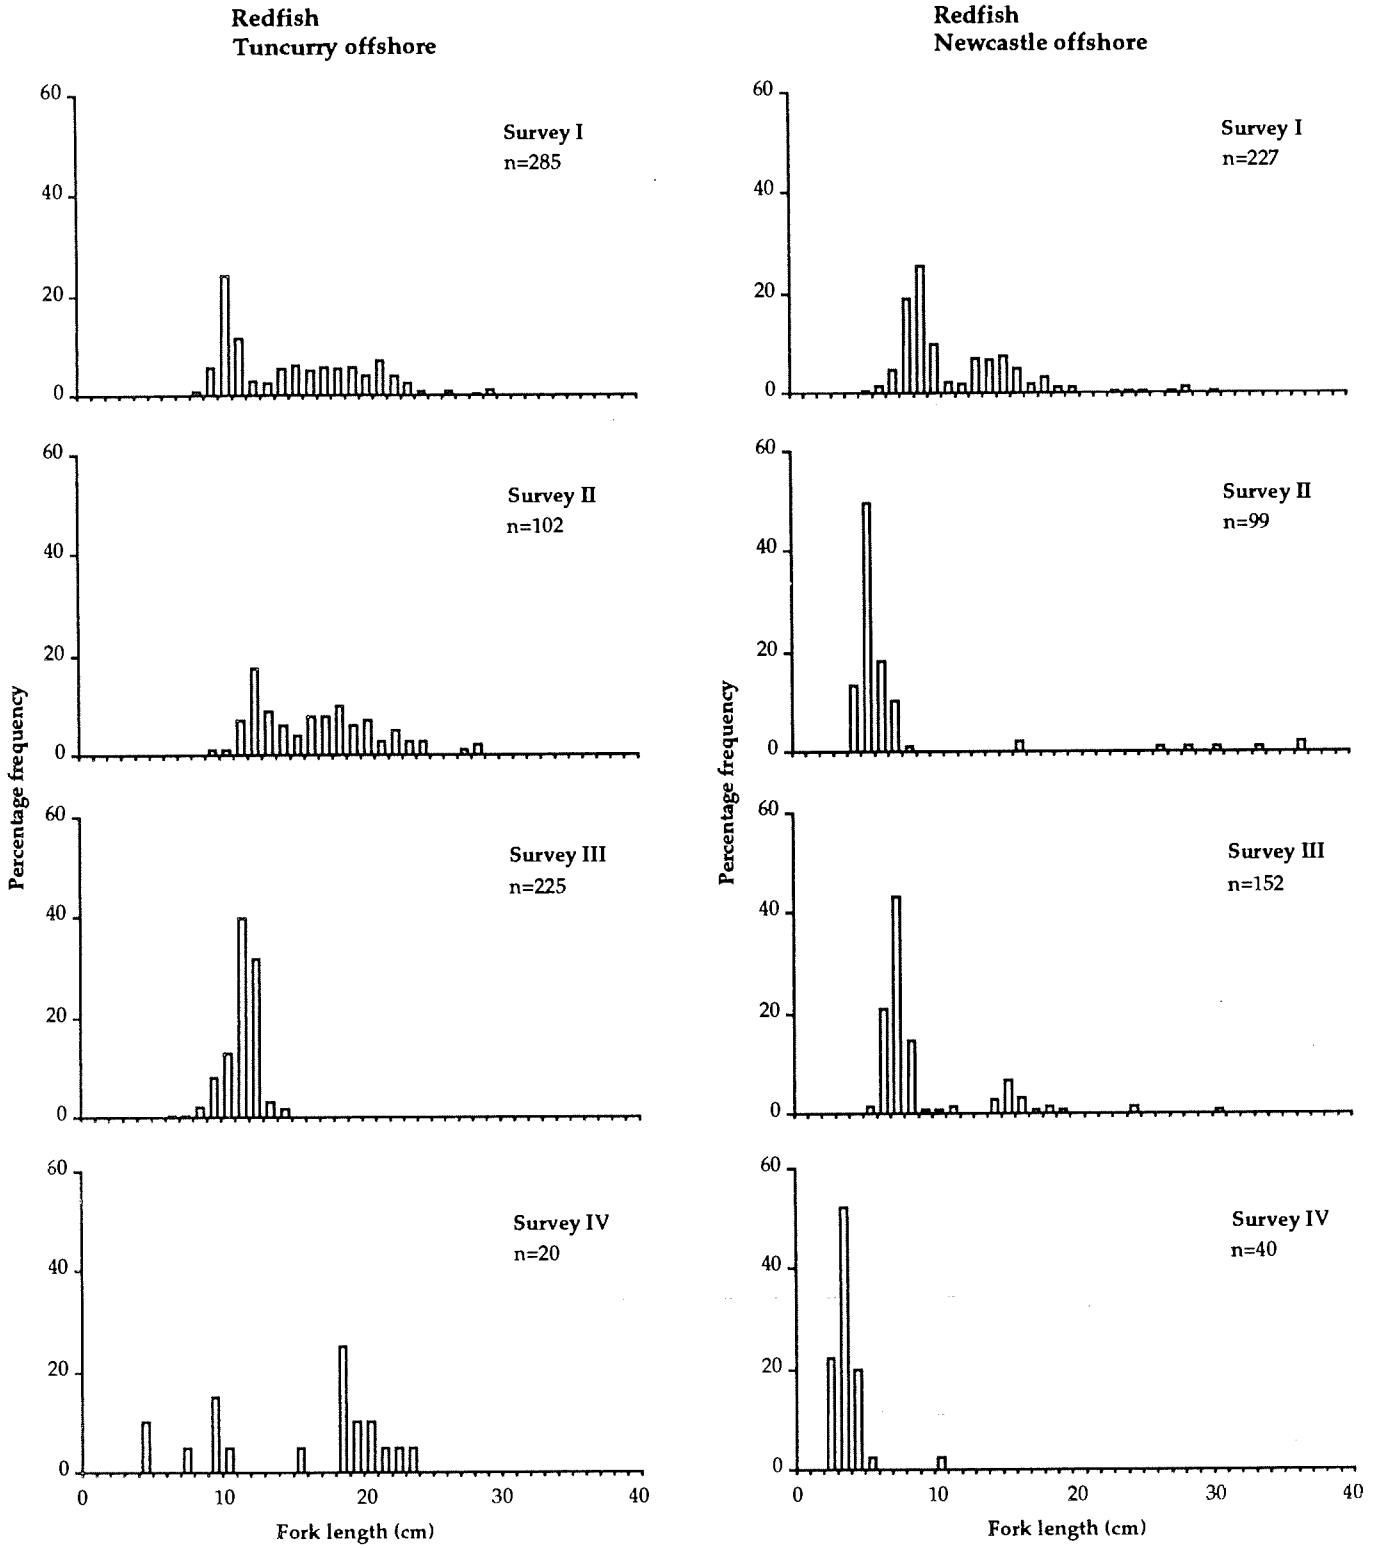 Redfish
Tuncurry offshore
60
40
20
0
Survey I
n=285
60
40
20
0
Survey II
n=102
60
40
20
0
Survey III
n=225
60
40
20
0
Survey IV
n=20
0 10 20 30 40
Fork length (cm)
Percentage frequency
Redfish
Newcastle offshore
60
40
20
0
Survey I
n=227
60
40
20
0
Survey II
n=99
60
40
20
0
Survey III
n=152
60
40
20
0
Survey IV
n=40
0 10 20 30 40
Fork length (cm)
Percentage frequency